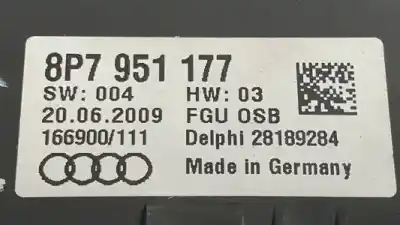 8P7 951 177
SW: 004 HW: 03
20.06.2009 FGU OSB
166900/111 Delphi 28189284
Made in Germany